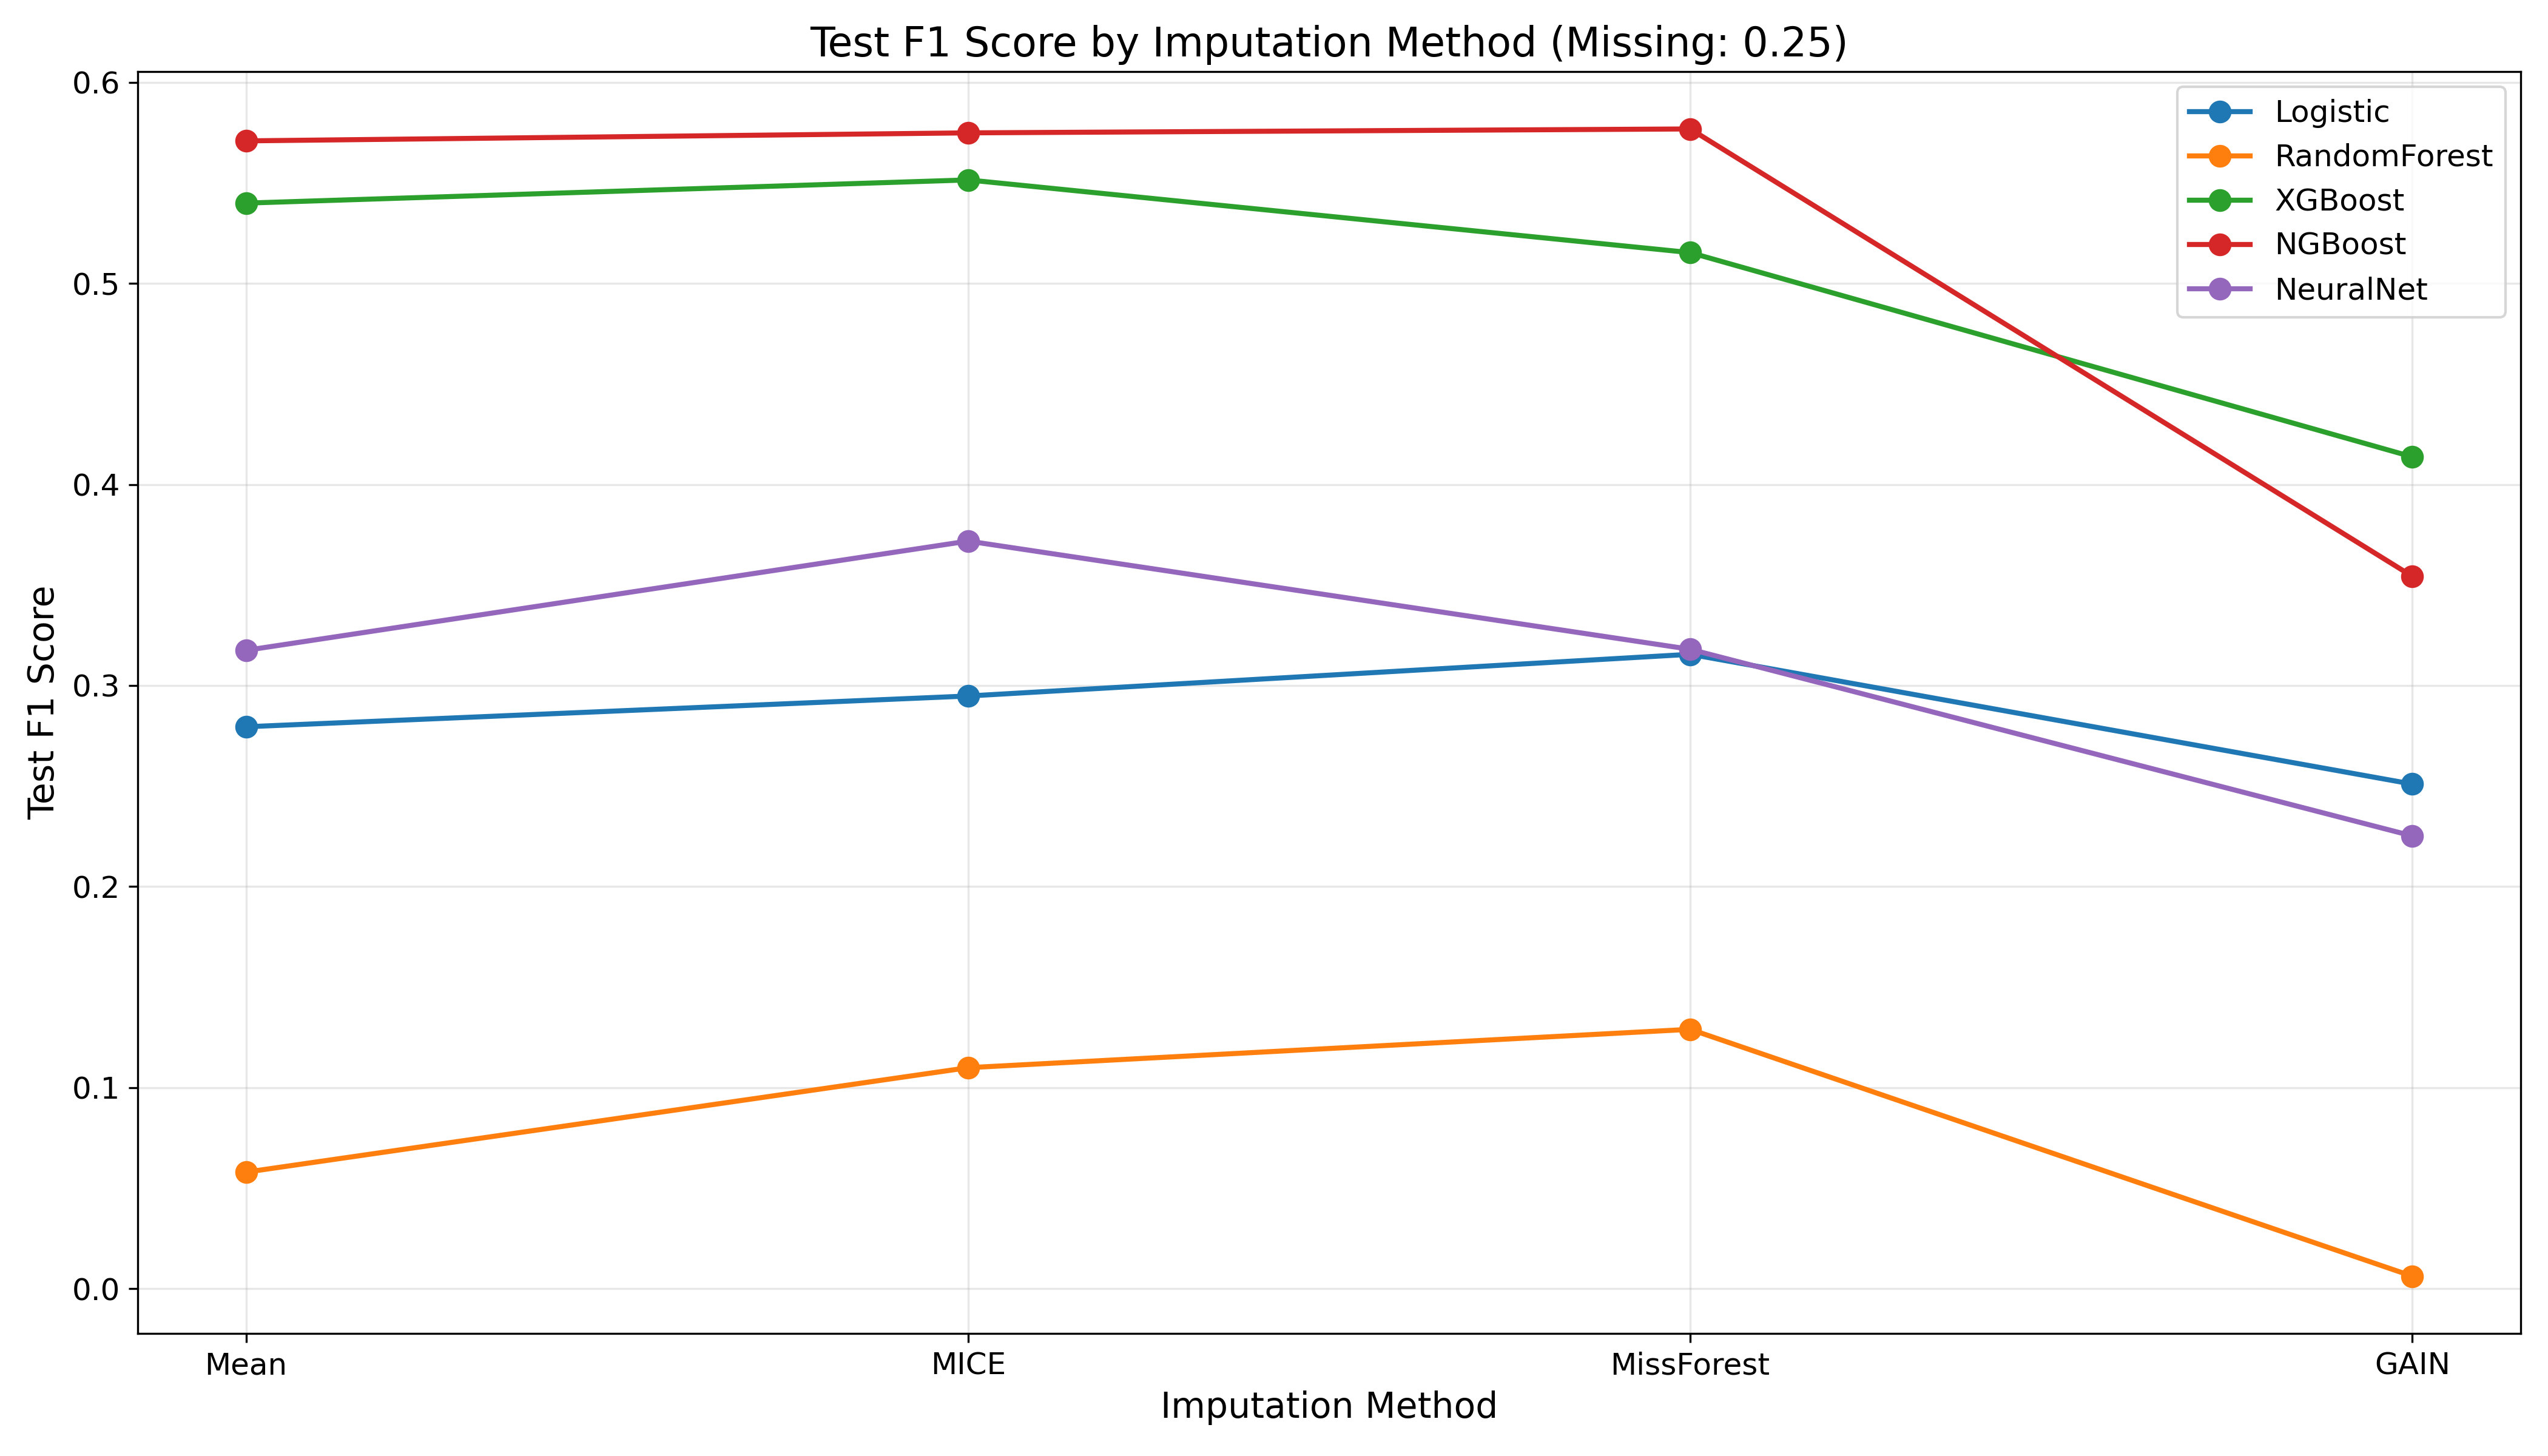 Test F1 Score by Imputation Method (Missing: 0.25)
Logistic
RandomForest
XGBoost
NGBoost
NeuralNet
Test F1 Score
0.6
0.5
0.4
0.3
0.2
0.1
0.0
Mean MICE MissForest GAIN
Imputation Method